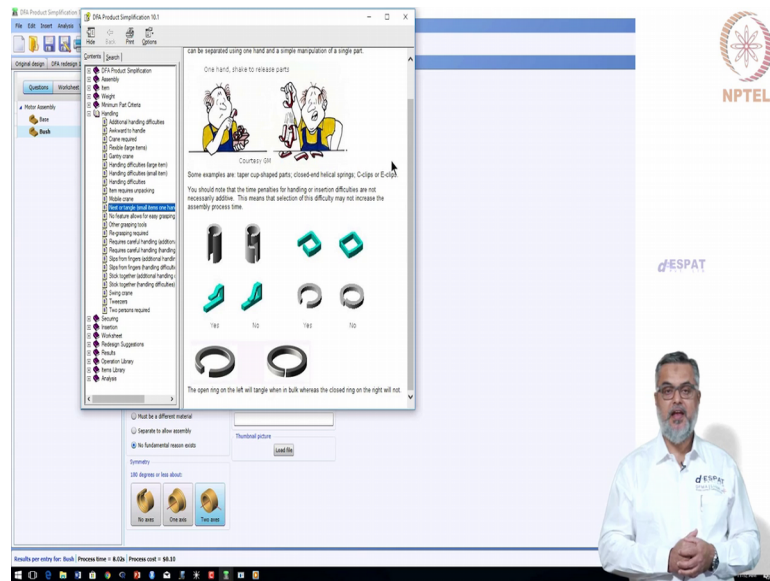 DFA Product Simplification
DFA Product Simplification 10.1
File Edit Insert Analysis
Hide Back Print Options
Contents Search
Original design DFA redesign
Questions Worksheet
Motor Assembly
Base
Bush
DFA Product Simplification
Assembly
Item
Weight
Minimum Part Criteria
Handling
Additional handling difficulties
Awkward to handle
Crane required
Flexible (large items)
Gantry crane
Handling difficulties (large item)
Handling difficulties (small item)
Handling difficulties
Item requires unpacking
Mobile crane
Nest or tangle (small items one han
No feature allows for easy grasping
Other grasping tools
Re-grasping required
Requires careful handling (addition
Requires careful handling (handling
Slips from fingers (additional handlin
Slips from fingers (handling difficult
Stick together (additional handling
Stick together (handling difficulties)
Swing crane
Tweezers
Two persons required
Securing
Insertion
Worksheet
Redesign Suggestions
Results
Operation Library
Items Library
Analysis
can be separated using one hand and a simple manipulation of a single part.
One hand, shake to release parts
Courtesy GM
Some examples are: taper cup-shaped parts; closed-end helical springs; C-clips or E-clips.
You should note that the time penalties for handling or insertion difficulties are not
necessarily additive. This means that selection of this difficulty may not increase the
assembly process time.
Yes No Yes No
The open ring on the left will tangle when in bulk whereas the closed ring on the right will not.
Must be a different material
Separate to allow assembly
No fundamental reason exists
Thumbnail picture
Load file
Symmetry
180 degrees or less about:
No axes One axis Two axes
Results per entry for: Bush Process time = 8.02s Process cost = $0.10
NPTEL
dESPAT
dESPAT